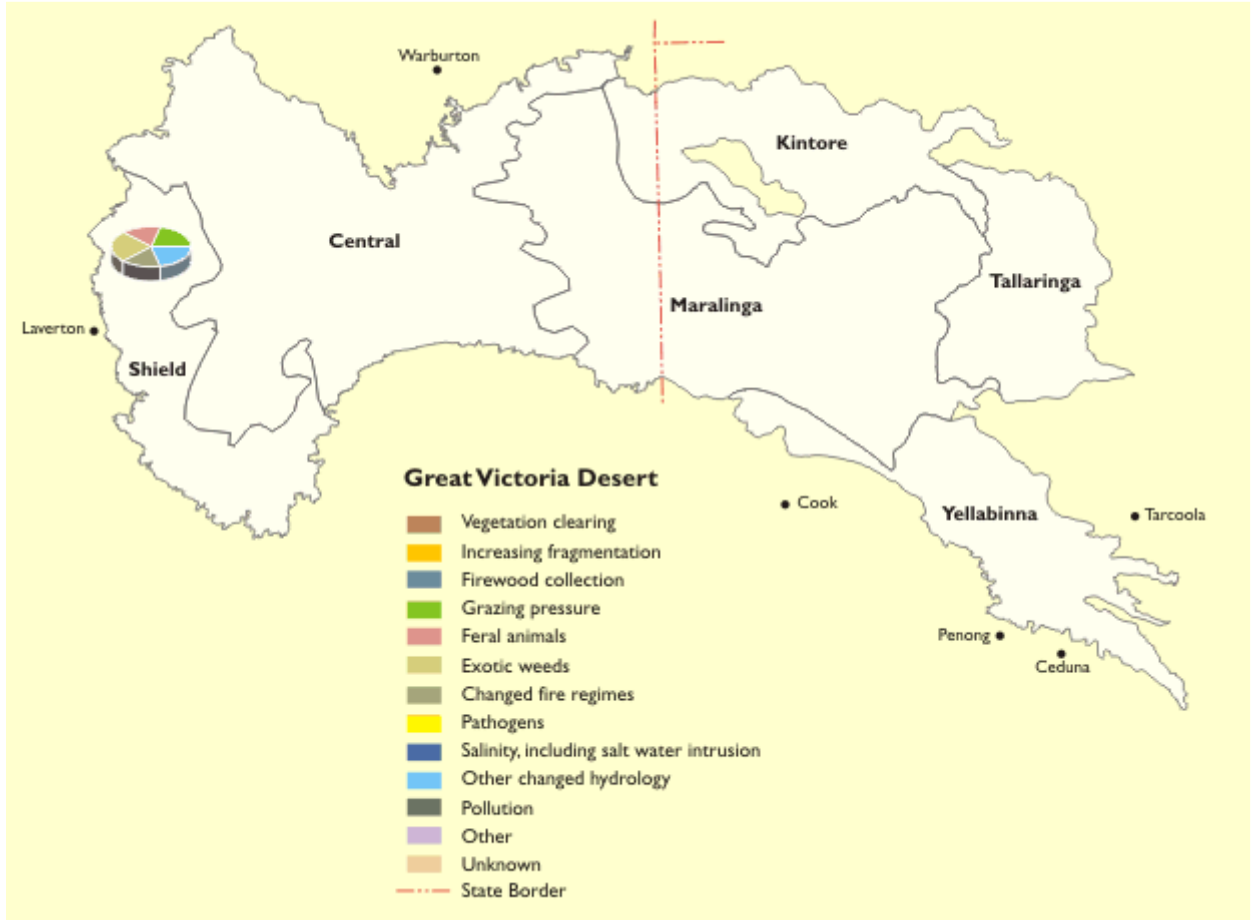 Warburton
Kintore
Central
Tallaringa
Maralinga
Laverton
Shield
Great Victoria Desert
Cook
Yellabinna
Tarcoola
Vegetation clearing
Increasing fragmentation
Firewood collection
Grazing pressure
Feral animals
Penong
Exotic weeds
Ceduna
Changed fire regimes
Pathogens
Salinity, including salt water intrusion
Other changed hydrology
Pollution
Other
Unknown
State Border